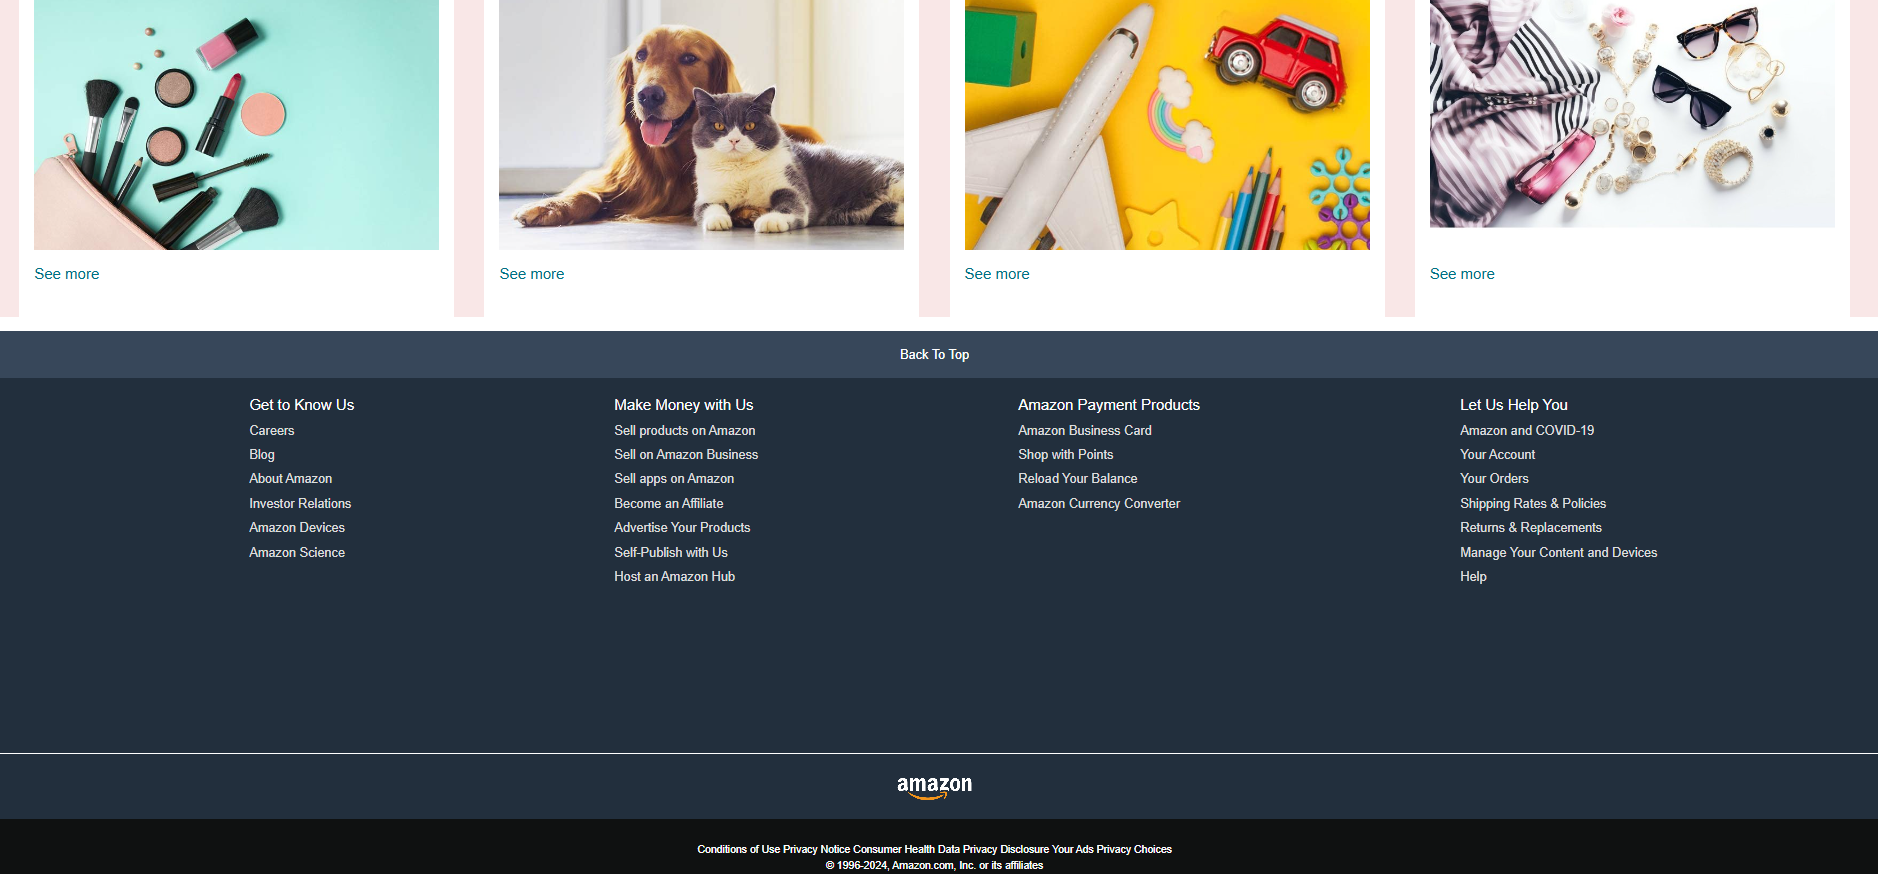 See more
See more
See more
See more
Back To Top
Get to Know Us
Careers
Blog
About Amazon
Investor Relations
Amazon Devices
Amazon Science
Make Money with Us
Sell products on Amazon
Sell on Amazon Business
Sell apps on Amazon
Become an Affiliate
Advertise Your Products
Self-Publish with Us
Host an Amazon Hub
Amazon Payment Products
Amazon Business Card
Shop with Points
Reload Your Balance
Amazon Currency Converter
Let Us Help You
Amazon and COVID-19
Your Account
Your Orders
Shipping Rates & Policies
Returns & Replacements
Manage Your Content and Devices
Help
amazon
Conditions of Use Privacy Notice Consumer Health Data Privacy Disclosure Your Ads Privacy Choices
© 1996-2024, Amazon.com, Inc. or its affiliates